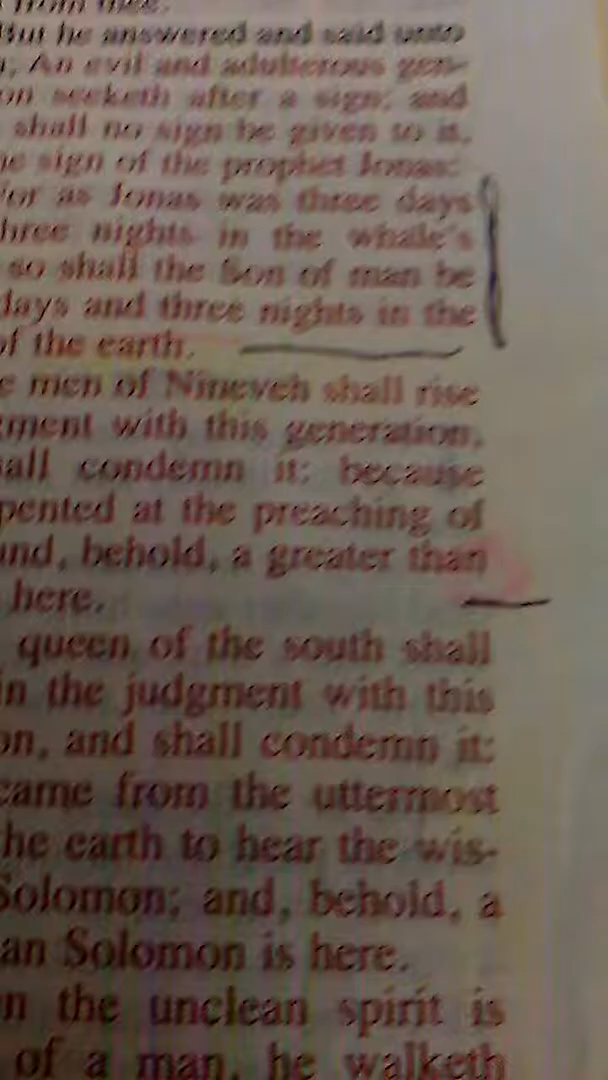 from thee.
But he answered and said unto
, An evil and adulterous gen-
on seeketh after a sign; and
shall no sign be given to it,
he sign of the prophet Jonas:
For as Jonas was three days
hree nights in the whale's
so shall the Son of man be
days and three nights in the
of the earth.
e men of Nineveh shall rise
gment with this generation,
all condemn it: because
pented at the preaching of
and, behold, a greater than
here.
queen of the south shall
in the judgment with this
on, and shall condemn it:
came from the uttermost
he earth to hear the wis-
Solomon; and, behold, a
an Solomon is here.
n the unclean spirit is
of a man, he walketh